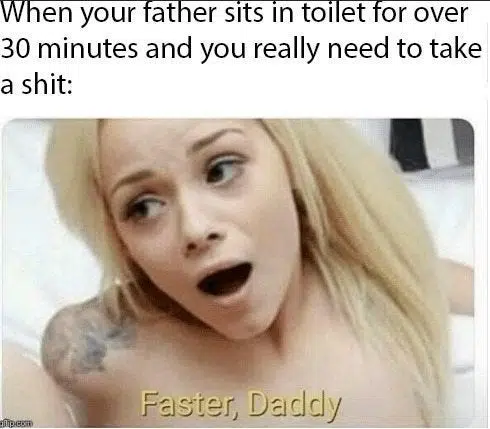 When your father sits in toilet for over
30 minutes and you really need to take
a shit:
Faster, Daddy